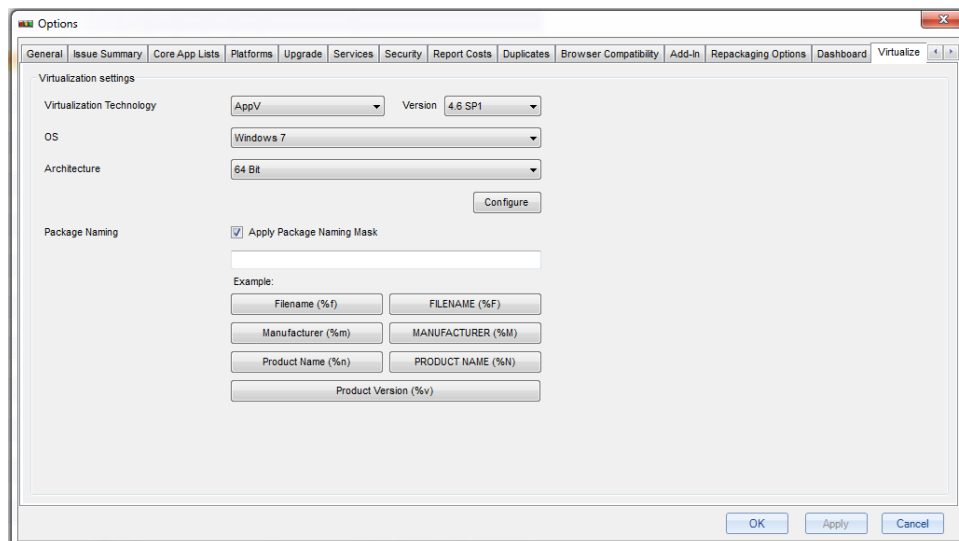 Options
General Issue Summary Core App Lists Platforms Upgrade Services Security Report Costs Duplicates Browser Compatibility Add-In Repackaging Options Dashboard Virtualize
Virtualization settings
Virtualization Technology AppV Version 4.6 SP1
OS Windows 7
Architecture 64 Bit
Configure
Package Naming Apply Package Naming Mask
Example:
Filename (%f) FILENAME (%F)
Manufacturer (%m) MANUFACTURER (%M)
Product Name (%n) PRODUCT NAME (%N)
Product Version (%v)
OK Apply Cancel